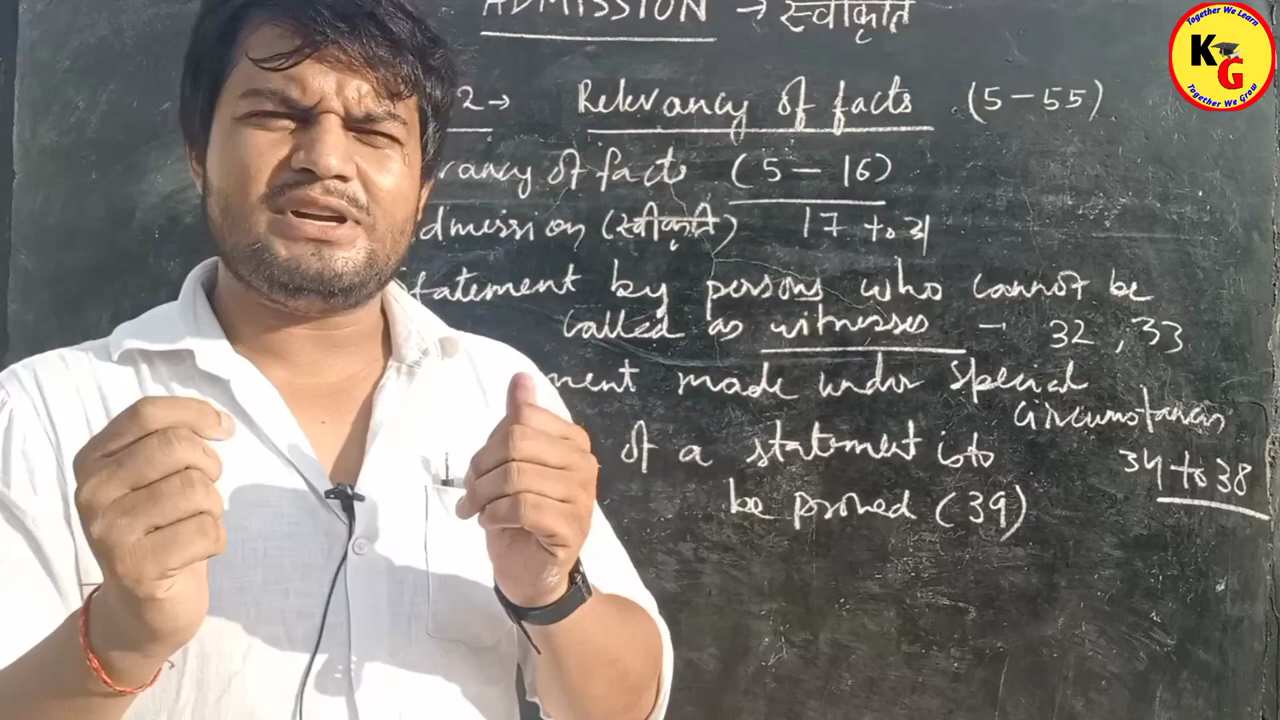 ADMISSION → स्वीकृति
2 → Relevancy of facts (5-55)
rancy of facts (5-16)
dmission (स्वीकृति) 17 to 31
tatement by persons who cannot be
called as witnesses → 32, 33
ment made under special
circumstances
34 to 38
of a statement is to
be proved (39)
Together We Learn
KG
Together We Grow